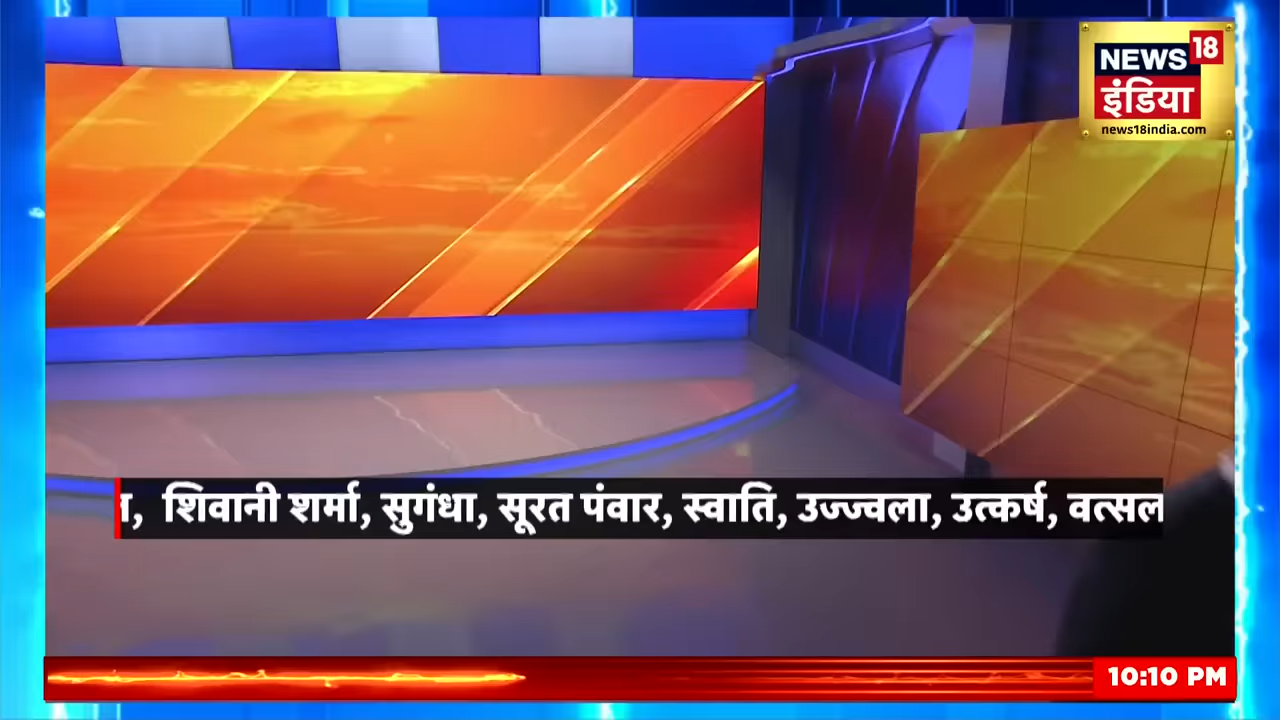 NEWS 18
इंडिया
news18india.com
शिवानी शर्मा, सुगंधा, सूरत पंवार, स्वाति, उज्ज्वला, उत्कर्ष, वत्सल
10:10 PM